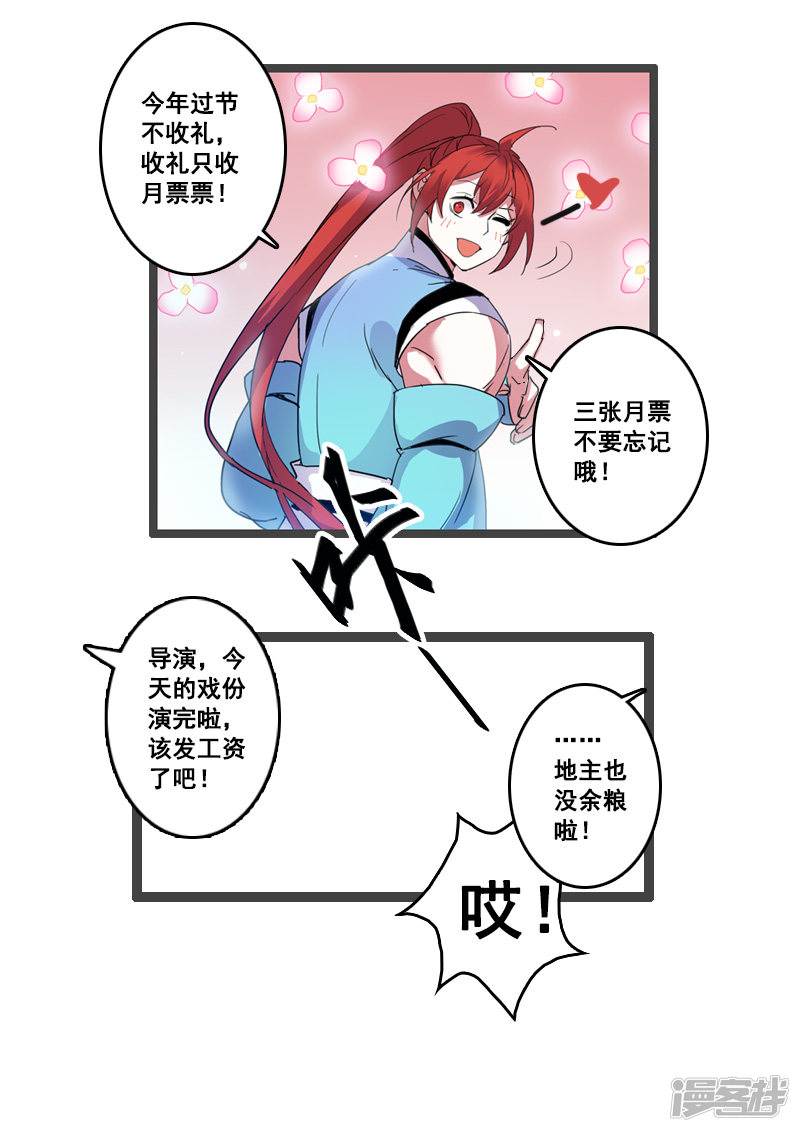 今年过节
不收礼，
收礼只收
月票票！
三张月票
不要忘记
哦！
咔
导演，今
天的戏份
演完啦，
该发工资
了吧！
……
地主也
没余粮
啦！
哎！
漫客栈